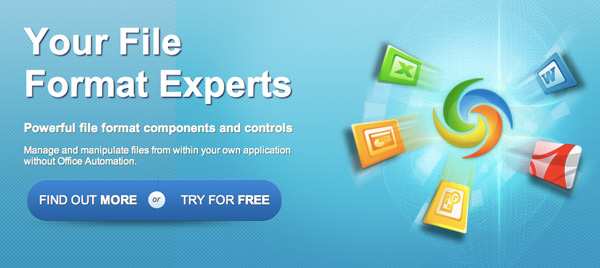 Your File
Format Experts
Powerful file format components and controls
Manage and manipulate files from within your own application
without Office Automation.
FIND OUT MORE or TRY FOR FREE
X
W